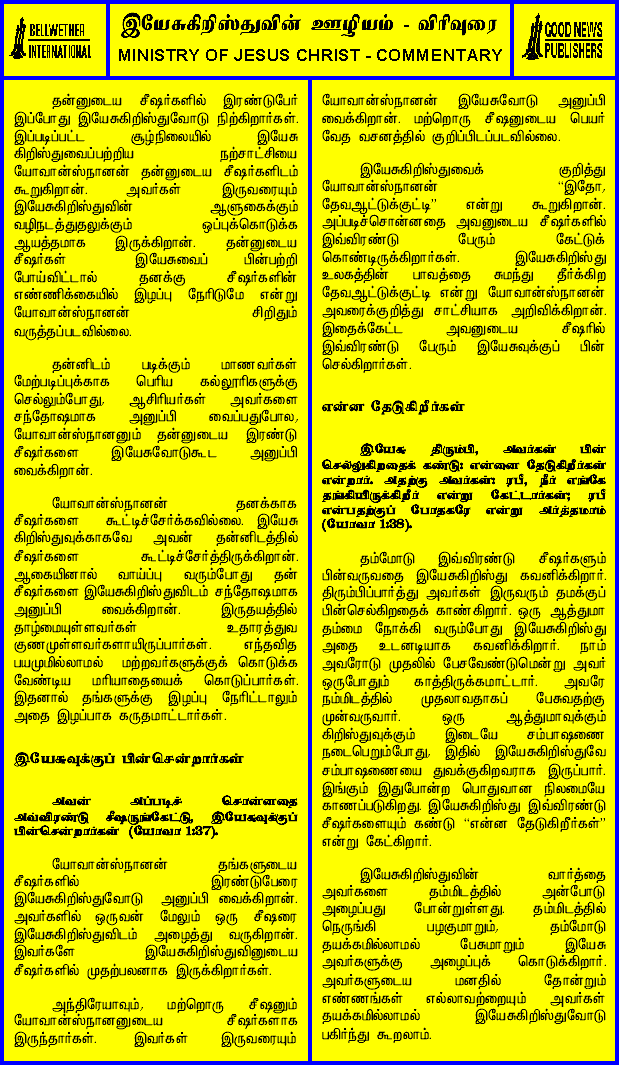 BELLWETHER
INTERNATIONAL
இயேசுகிறிஸ்துவின் ஊழியம் - விரிவுரை
MINISTRY OF JESUS CHRIST - COMMENTARY
GOOD NEWS
PUBLISHERS
தன்னுடைய சீஷர்களில் இரண்டுபேர்
இப்போது இயேசுகிறிஸ்துவோடு நிற்கிறார்கள்.
இப்படிப்பட்ட சூழ்நிலையில் இயேசு
கிறிஸ்துவைப்பற்றிய நற்சாட்சியை
யோவான்ஸ்நானன் தன்னுடைய சீஷர்களிடம்
கூறுகிறான். அவர்கள் இருவரையும்
இயேசுகிறிஸ்துவின் ஆளுகைக்கும்
வழிநடத்துதலுக்கும் ஒப்புக்கொடுக்க
ஆயத்தமாக இருக்கிறான். தன்னுடைய
சீஷர்கள் இயேசுவைப் பின்பற்றி
போய்விட்டால் தனக்கு சீஷர்களின்
எண்ணிக்கையில் இழப்பு நேரிடுமே என்று
யோவான்ஸ்நானன் சிறிதும்
வருத்தப்படவில்லை.
தன்னிடம் படிக்கும் மாணவர்கள்
மேற்படிப்புக்காக பெரிய கல்லூரிகளுக்கு
செல்லும்போது, ஆசிரியர்கள் அவர்களை
சந்தோஷமாக அனுப்பி வைப்பதுபோல,
யோவான்ஸ்நானனும் தன்னுடைய இரண்டு
சீஷர்களை இயேசுவோடுகூட அனுப்பி
வைக்கிறான்.
யோவான்ஸ்நானன் தனக்காக
சீஷர்களை கூட்டிச்சேர்க்கவில்லை. இயேசு
கிறிஸ்துவுக்காகவே அவன் தன்னிடத்தில்
சீஷர்களை கூட்டிச்சேர்த்திருக்கிறான்.
ஆகையினால் வாய்ப்பு வரும்போது தன்
சீஷர்களை இயேசுகிறிஸ்துவிடம் சந்தோஷமாக
அனுப்பி வைக்கிறான். இருதயத்தில்
தாழ்மையுள்ளவர்கள் உதாரத்துவ
குணமுள்ளவர்களாயிருப்பார்கள். எந்தவித
பயமுமில்லாமல் மற்றவர்களுக்குக் கொடுக்க
வேண்டிய மரியாதையைக் கொடுப்பார்கள்.
இதனால் தங்களுக்கு இழப்பு நேரிட்டாலும்
அதை இழப்பாக கருதமாட்டார்கள்.
இயேசுவுக்குப் பின்சென்றார்கள்
அவன் அப்படிச் சொன்னதை
அவ்விரண்டு சீஷருங்கேட்டு, இயேசுவுக்குப்
பின்சென்றார்கள் (யோவா 1:37).
யோவான்ஸ்நானன் தங்களுடைய
சீஷர்களில் இரண்டுபேரை
இயேசுகிறிஸ்துவோடு அனுப்பி வைக்கிறான்.
அவர்களில் ஒருவன் மேலும் ஒரு சீஷரை
இயேசுகிறிஸ்துவிடம் அழைத்து வருகிறான்.
இவர்களே இயேசுகிறிஸ்துவினுடைய
சீஷர்களில் முதற்பலனாக இருக்கிறார்கள்.
அந்திரேயாவும், மற்றொரு சீஷனும்
யோவான்ஸ்நானனுடைய சீஷர்களாக
இருந்தார்கள். இவர்கள் இருவரையும்
யோவான்ஸ்நானன் இயேசுவோடு அனுப்பி
வைக்கிறான். மற்றொரு சீஷனுடைய பெயர்
வேத வசனத்தில் குறிப்பிடப்படவில்லை.
இயேசுகிறிஸ்துவைக் குறித்து
யோவான்ஸ்நானன் “இதோ,
தேவஆட்டுக்குட்டி” என்று கூறுகிறான்.
அப்படிச்சொன்னதை அவனுடைய சீஷர்களில்
இவ்விரண்டு பேரும் கேட்டுக்
கொண்டிருக்கிறார்கள். இயேசுகிறிஸ்து
உலகத்தின் பாவத்தை சுமந்து தீர்க்கிற
தேவஆட்டுக்குட்டி என்று யோவான்ஸ்நானன்
அவரைக்குறித்து சாட்சியாக அறிவிக்கிறான்.
இதைக்கேட்ட அவனுடைய சீஷரில்
இவ்விரண்டு பேரும் இயேசுவுக்குப் பின்
செல்கிறார்கள்.
என்ன தேடுகிறீர்கள்
இயேசு திரும்பி, அவர்கள் பின்
செல்லுகிறதைக் கண்டு: என்னை தேடுகிறீர்கள்
என்றார். அதற்கு அவர்கள்: ரபீ, நீர் எங்கே
தங்கியிருக்கிறீர் என்று கேட்டார்கள்; ரபீ
என்பதற்குப் போதகரே என்று அர்த்தமாம்
(யோவா 1:38).
தம்மோடு இவ்விரண்டு சீஷர்களும்
பின்வருவதை இயேசுகிறிஸ்து கவனிக்கிறார்.
திரும்பிப்பார்த்து அவர்கள் இருவரும் தமக்குப்
பின்செல்கிறதைக் காண்கிறார். ஒரு ஆத்துமா
தம்மை நோக்கி வரும்போது இயேசுகிறிஸ்து
அதை உடனடியாக கவனிக்கிறார். நாம்
அவரோடு முதலில் பேசவேண்டுமென்று அவர்
ஒருபோதும் காத்திருக்கமாட்டார். அவரே
நம்மிடத்தில் முதலாவதாகப் பேசுவதற்கு
முன்வருவார். ஒரு ஆத்துமாவுக்கும்
கிறிஸ்துவுக்கும் இடையே சம்பாஷணை
நடைபெறும்போது, இதில் இயேசுகிறிஸ்துவே
சம்பாஷணையை துவக்குகிறவராக இருப்பார்.
இங்கும் இதுபோன்ற பொதுவான நிலமையே
காணப்படுகிறது. இயேசுகிறிஸ்து இவ்விரண்டு
சீஷர்களையும் கண்டு “என்ன தேடுகிறீர்கள்”
என்று கேட்கிறார்.
இயேசுகிறிஸ்துவின் வார்த்தை
அவர்களை தம்மிடத்தில் அன்போடு
அழைப்பது போன்றுள்ளது. தம்மிடத்தில்
நெருங்கி பழகுமாறும், தம்மோடு
தயக்கமில்லாமல் பேசுமாறும் இயேசு
அவர்களுக்கு அழைப்புக் கொடுக்கிறார்.
அவர்களுடைய மனதில் தோன்றும்
எண்ணங்கள் எல்லாவற்றையும் அவர்கள்
தயக்கமில்லாமல் இயேசுகிறிஸ்துவோடு
பகிர்ந்து கூறலாம்.